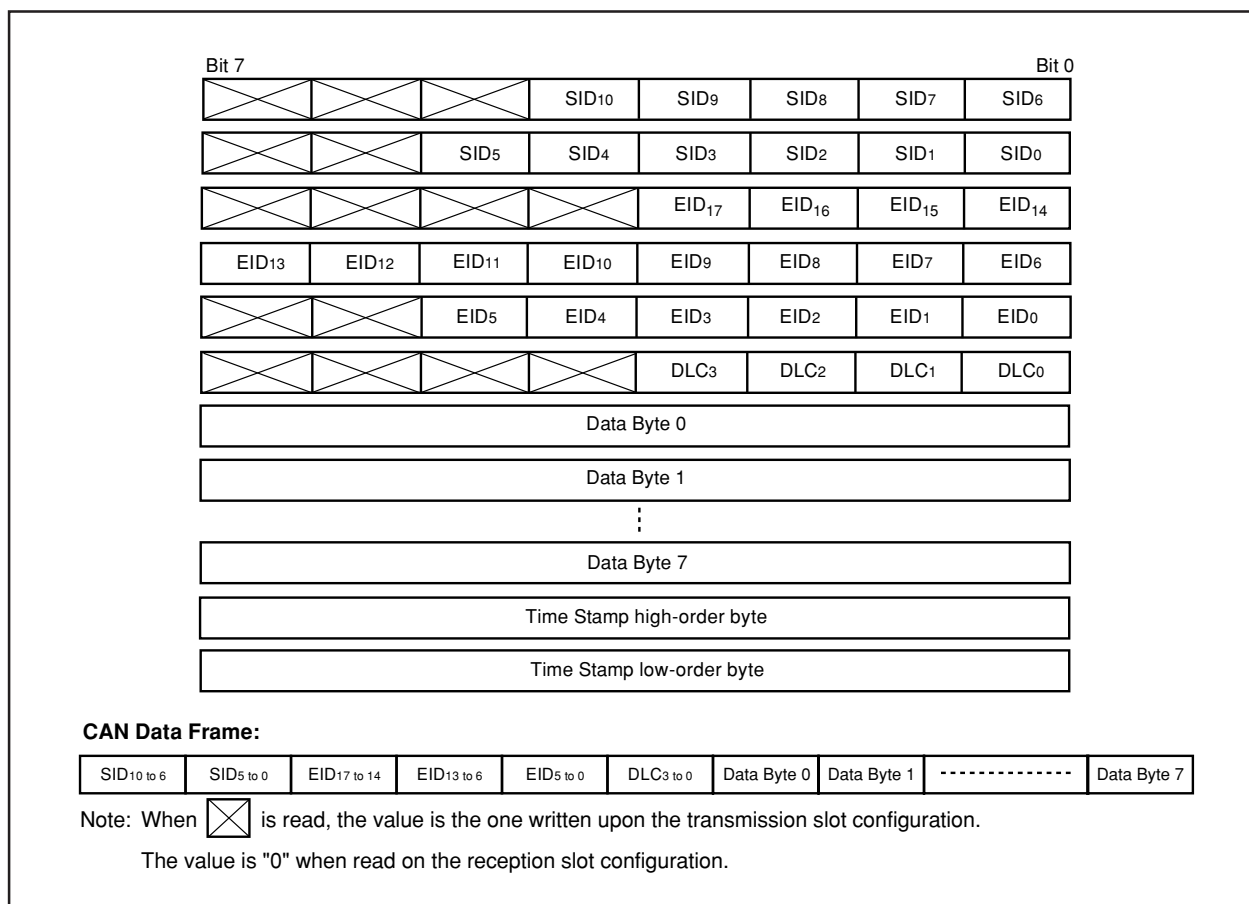 Bit 7 Bit 0
SID10 SID9 SID8 SID7 SID6
SID5 SID4 SID3 SID2 SID1 SID0
EID17 EID16 EID15 EID14
EID13 EID12 EID11 EID10 EID9 EID8 EID7 EID6
EID5 EID4 EID3 EID2 EID1 EID0
DLC3 DLC2 DLC1 DLC0
Data Byte 0
Data Byte 1
Data Byte 7
Time Stamp high-order byte
Time Stamp low-order byte
CAN Data Frame:
SID10 to 6 SID5 to 0 EID17 to 14 EID13 to 6 EID5 to 0 DLC3 to 0 Data Byte 0 Data Byte 1 Data Byte 7
Note: When is read, the value is the one written upon the transmission slot configuration.
The value is "0" when read on the reception slot configuration.